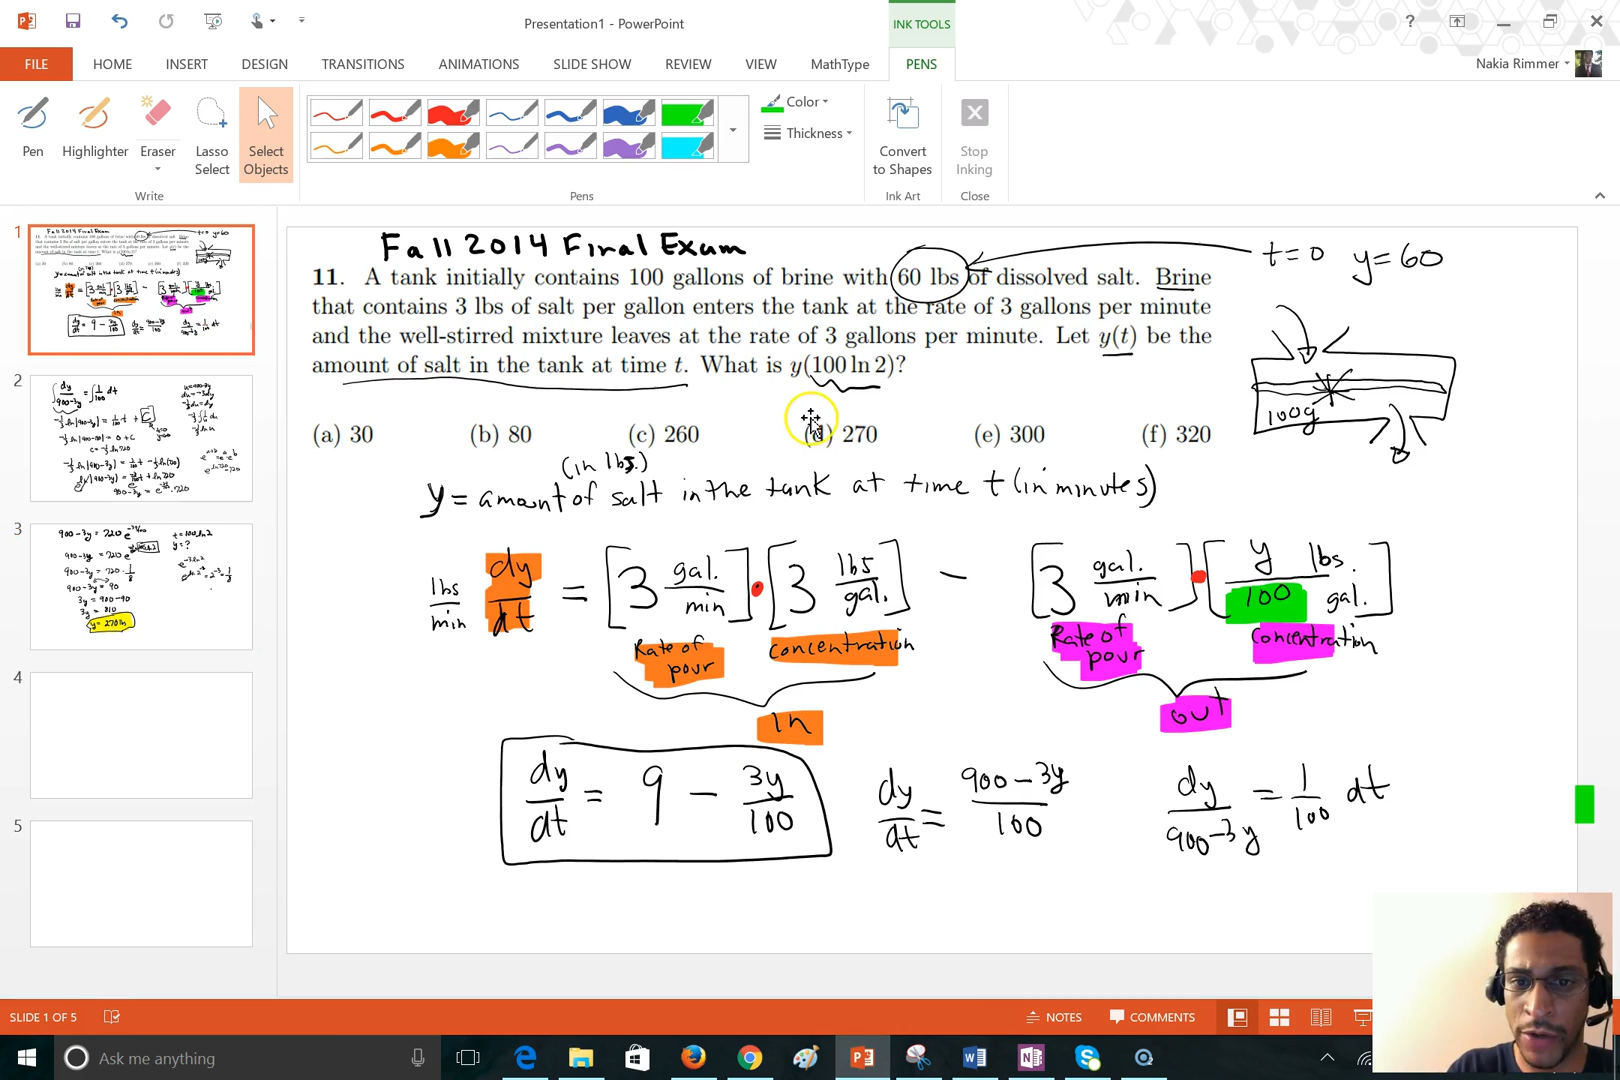 Presentation1 - PowerPoint
INK TOOLS
FILE
HOME
INSERT
DESIGN
TRANSITIONS
ANIMATIONS
SLIDE SHOW
REVIEW
VIEW
MathType
PENS
Nakia Rimmer
Pen
Highlighter
Eraser
Lasso Select
Select Objects
Color
Thickness
Convert to Shapes
Stop Inking
Write
Pens
Ink Art
Close
1
2
3
4
5
Fall 2014 Final Exam
t=0 y=60
11. A tank initially contains 100 gallons of brine with 60 lbs of dissolved salt. Brine
that contains 3 lbs of salt per gallon enters the tank at the rate of 3 gallons per minute
and the well-stirred mixture leaves at the rate of 3 gallons per minute. Let y(t) be the
amount of salt in the tank at time t. What is y(100 ln 2)?
100g
(a) 30 (b) 80 (c) 260 (d) 270 (e) 300 (f) 320
(in lbs.)
y = amount of salt in the tank at time t (in minutes)
lbs/min dy/dt = [3 gal./min] · [3 lbs/gal.] − [3 gal./min] · [y lbs./100 gal.]
Rate of pour
concentration
Rate of pour
concentration
in
out
dy/dt = 9 − 3y/100
dy/dt = 900−3y/100
dy/900−3y = 1/100 dt
SLIDE 1 OF 5
NOTES
COMMENTS
Ask me anything